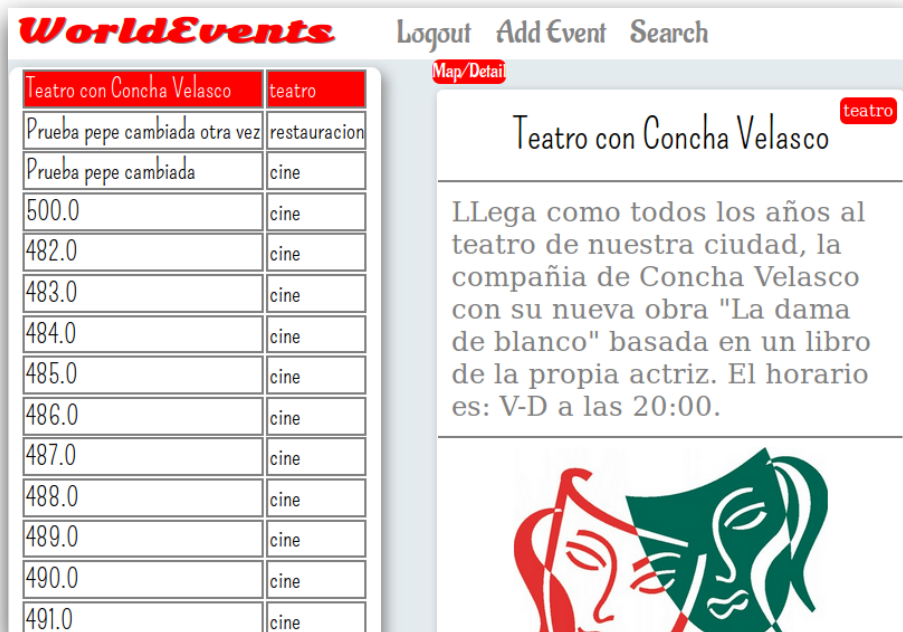 WorldEvents Logout Add Event Search
Teatro con Concha Velasco teatro
Prueba pepe cambiada otra vez restauracion
Prueba pepe cambiada cine
500.0 cine
482.0 cine
483.0 cine
484.0 cine
485.0 cine
486.0 cine
487.0 cine
488.0 cine
489.0 cine
490.0 cine
491.0 cine
Map/Detail
teatro
Teatro con Concha Velasco
LLega como todos los años al
teatro de nuestra ciudad, la
compañia de Concha Velasco
con su nueva obra "La dama
de blanco" basada en un libro
de la propia actriz. El horario
es: V-D a las 20:00.